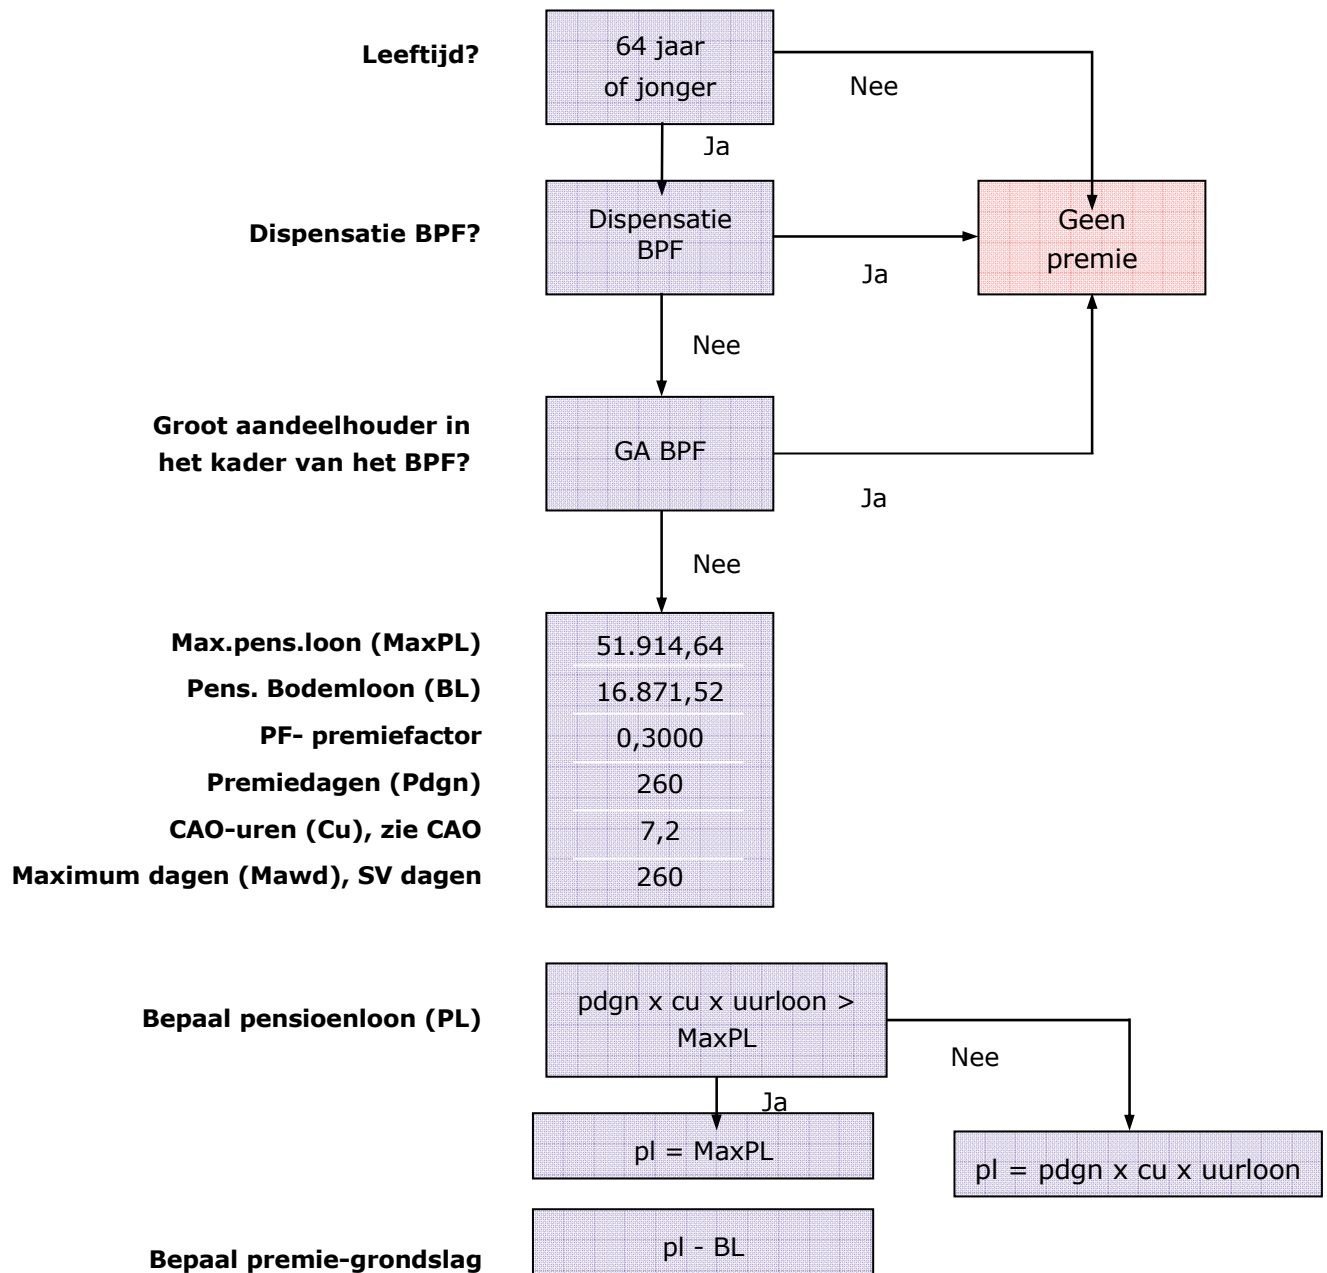 Leeftijd?
64 jaar
of jonger
Nee
Ja
Dispensatie BPF?
Dispensatie
BPF
Ja
Geen
premie
Nee
Groot aandeelhouder in
het kader van het BPF?
GA BPF
Ja
Nee
Max.pens.loon (MaxPL)
51.914,64
Pens. Bodemloon (BL)
16.871,52
PF- premiefactor
0,3000
Premiedagen (Pdgn)
260
CAO-uren (Cu), zie CAO
7,2
Maximum dagen (Mawd), SV dagen
260
Bepaal pensioenloon (PL)
pdgn x cu x uurloon >
MaxPL
Nee
Ja
pl = MaxPL
pl = pdgn x cu x uurloon
Bepaal premie-grondslag
pl - BL